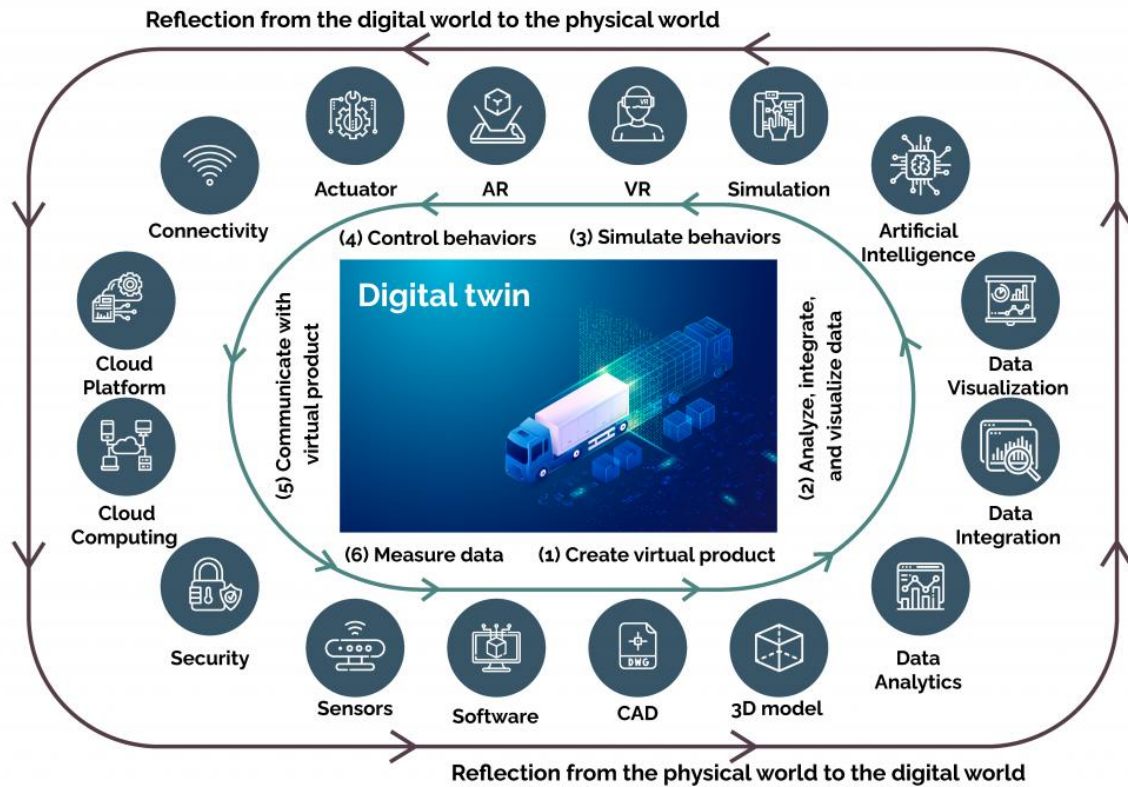 Reflection from the digital world to the physical world
VR
Actuator
AR
VR
Simulation
Connectivity
Artificial
Intelligence
(4) Control behaviors
(3) Simulate behaviors
Digital twin
Cloud
Platform
Data
Visualization
(5) Communicate with
virtual product
(2) Analyze, integrate,
and visualize data
Cloud
Computing
Data
Integration
(6) Measure data
(1) Create virtual product
DWG
Security
Data
Analytics
Sensors
Software
CAD
3D model
Reflection from the physical world to the digital world